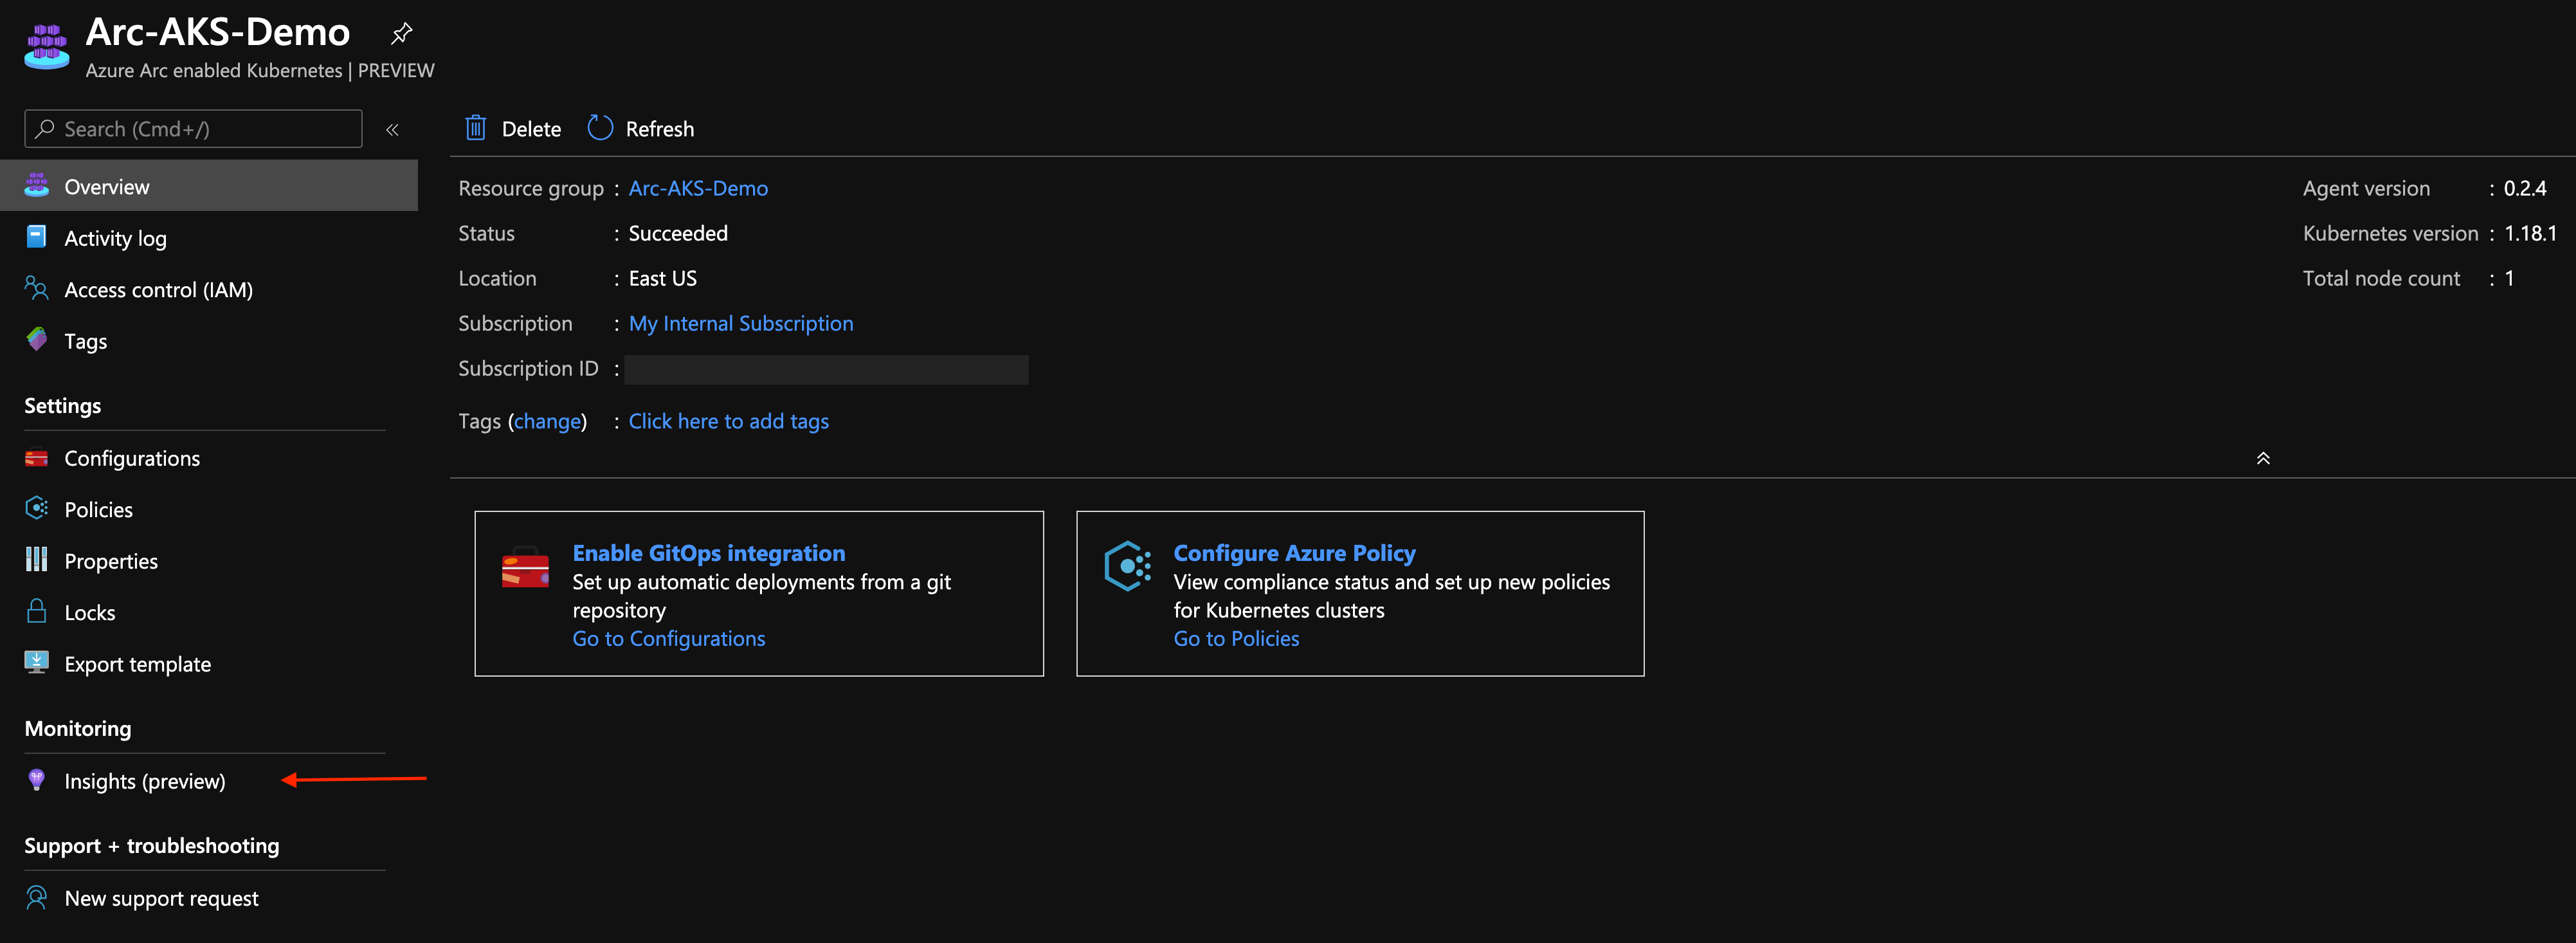 Arc-AKS-Demo
Azure Arc enabled Kubernetes | PREVIEW
Search (Cmd+/)
«
Overview
Activity log
Access control (IAM)
Tags
Settings
Configurations
Policies
Properties
Locks
Export template
Monitoring
Insights (preview)
Support + troubleshooting
New support request
Delete
Refresh
Resource group : Arc-AKS-Demo
Status : Succeeded
Location : East US
Subscription : My Internal Subscription
Subscription ID :
Tags (change) : Click here to add tags
Agent version : 0.2.4
Kubernetes version : 1.18.1
Total node count : 1
Enable GitOps integration
Set up automatic deployments from a git
repository
Go to Configurations
Configure Azure Policy
View compliance status and set up new policies
for Kubernetes clusters
Go to Policies